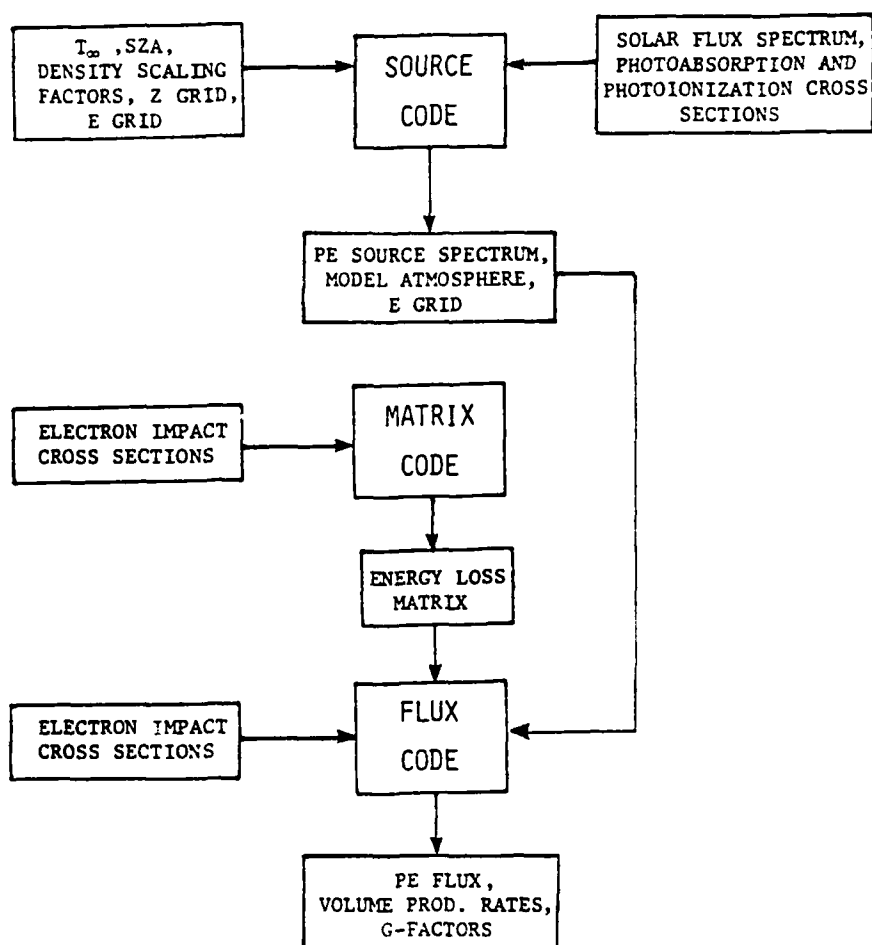 T∞ ,SZA,
DENSITY SCALING
FACTORS, Z GRID,
E GRID
SOURCE
CODE
SOLAR FLUX SPECTRUM,
PHOTOABSORPTION AND
PHOTOIONIZATION CROSS
SECTIONS
PE SOURCE SPECTRUM,
MODEL ATMOSPHERE,
E GRID
ELECTRON IMPACT
CROSS SECTIONS
MATRIX
CODE
ENERGY LOSS
MATRIX
ELECTRON IMPACT
CROSS SECTIONS
FLUX
CODE
PE FLUX,
VOLUME PROD. RATES,
G-FACTORS